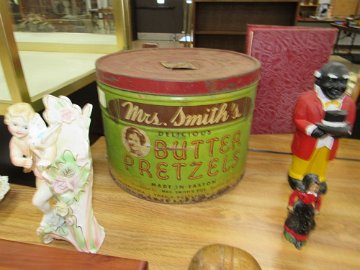 Mrs. Smith's
DELICIOUS
BUTTER
PRETZELS
MADE IN EASTON